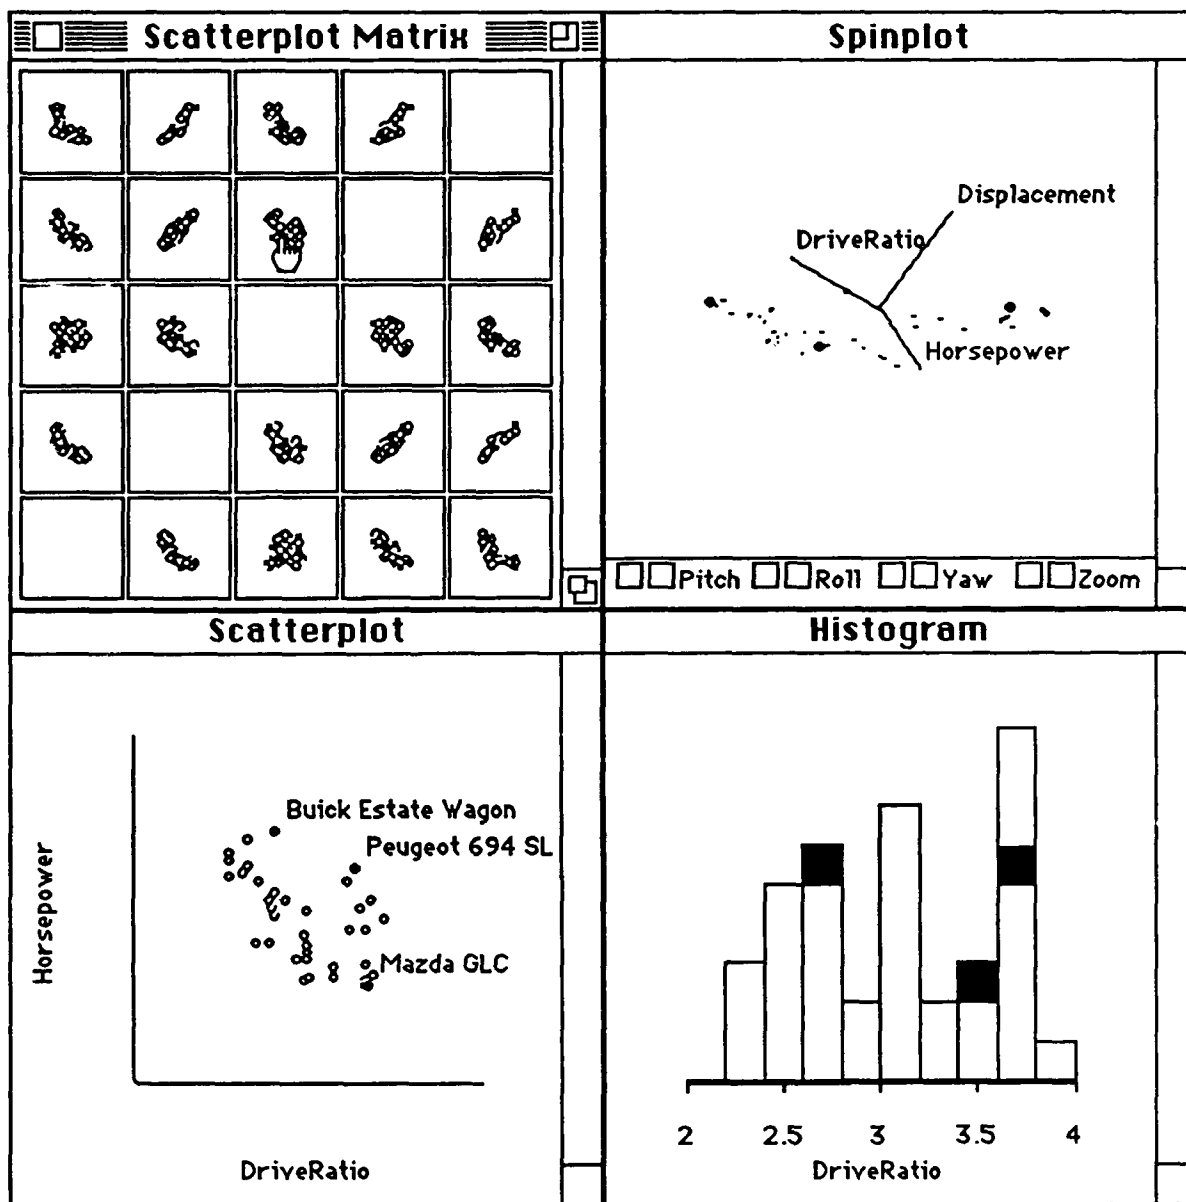 Scatterplot Matrix
Spinplot
Displacement
DriveRatio
Horsepower
Pitch Roll Yaw Zoom
Scatterplot
Histogram
Buick Estate Wagon
Peugeot 694 SL
Mazda GLC
Horsepower
DriveRatio
2 2.5 3 3.5 4
DriveRatio